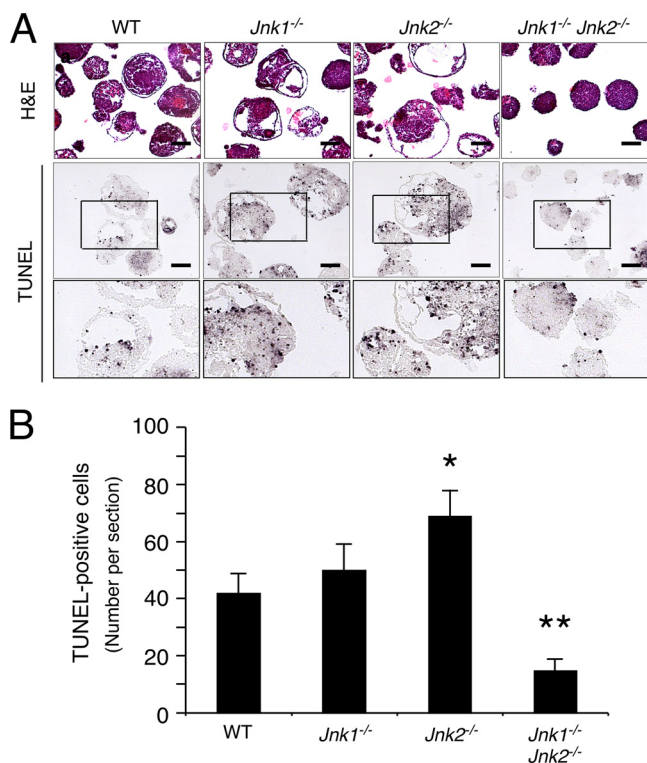 A
WT Jnk1-/- Jnk2-/- Jnk1-/- Jnk2-/-
H&E
TUNEL
B
TUNEL-positive cells
(Number per section)
100
80
60
40
20
0
*
**
WT Jnk1-/- Jnk2-/- Jnk1-/-
Jnk2-/-